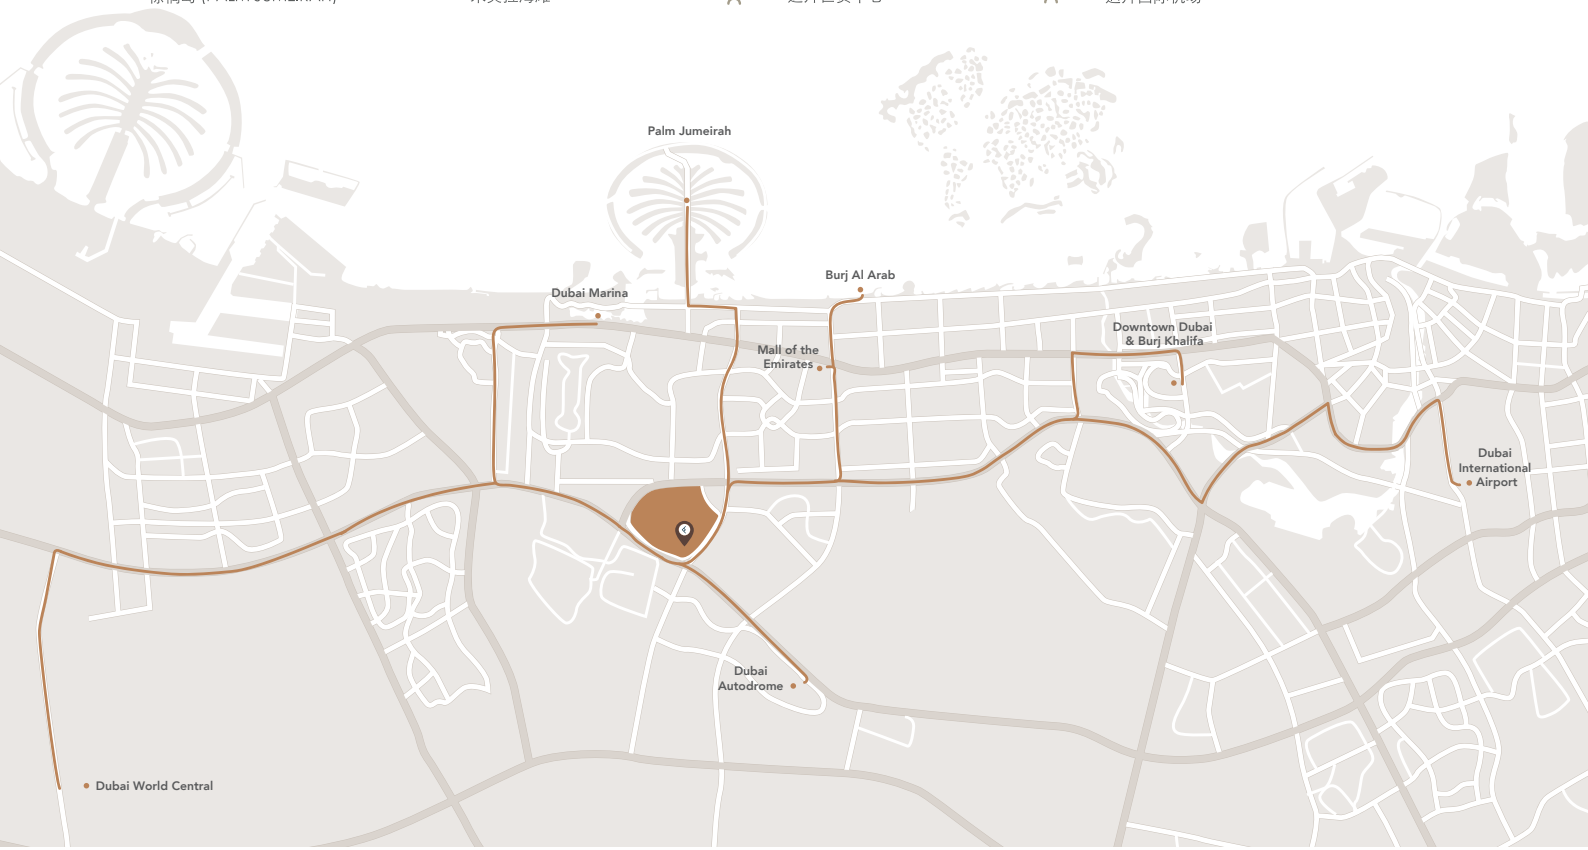 Palm Jumeirah
Burj Al Arab
Dubai Marina
Downtown Dubai
& Burj Khalifa
Mall of the
Emirates
Dubai
International
Airport
Dubai
Autodrome
Dubai World Central